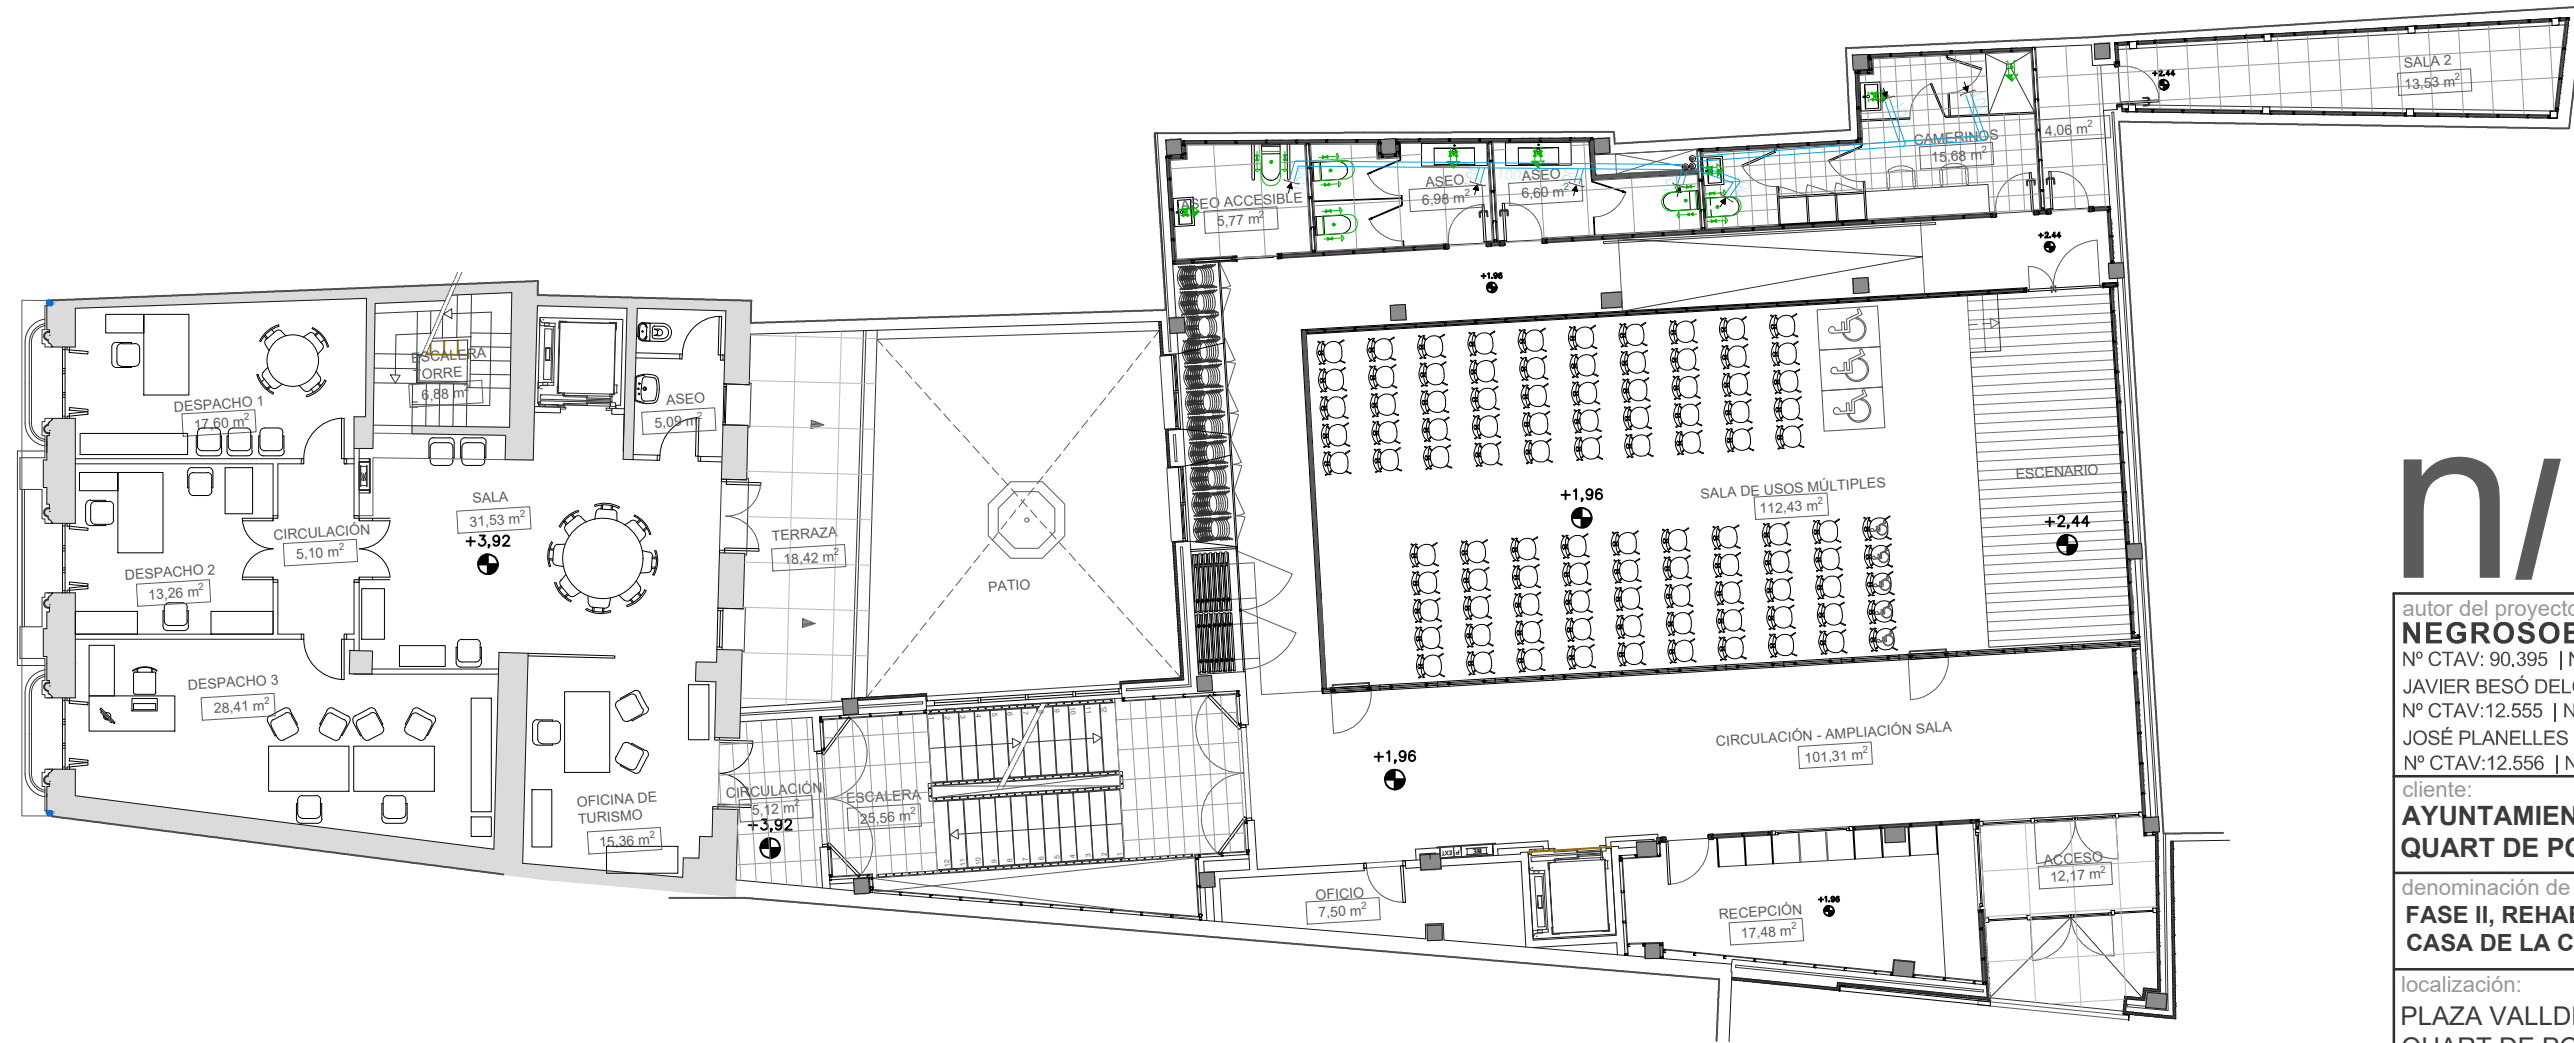 SALA 2
13,53 m²
+2.44
4,06 m²
CAMERINOS
15,68 m²
ASEO
6,98 m²
ASEO
6,60 m²
ASEO ACCESIBLE
5,77 m²
+2.44
+1.96
ESCALERA
TORRE
6,88 m²
DESPACHO 1
17,60 m²
ASEO
5,09 m²
SALA
31,53 m²
+3,92
CIRCULACIÓN
5,10 m²
DESPACHO 2
13,26 m²
TERRAZA
18,42 m²
PATIO
+1,96
SALA DE USOS MÚLTIPLES
112,43 m²
ESCENARIO
+2,44
DESPACHO 3
28,41 m²
OFICINA DE
TURISMO
15,36 m²
CIRCULACIÓN
5,12 m²
+3,92
ESCALERA
25,56 m²
+1,96
CIRCULACIÓN - AMPLIACIÓN SALA
101,31 m²
OFICIO
7,50 m²
RECEPCIÓN
17,48 m²
+1.96
ACCESO
12,17 m²
n/
autor del proyecto
NEGROSOB
Nº CTAV: 90.395 | N
JAVIER BESÓ DEL
Nº CTAV:12.555 | N
JOSÉ PLANELLES
Nº CTAV:12.556 | N
cliente:
AYUNTAMIEN
QUART DE PO
denominación de
FASE II, REHAB
CASA DE LA C
localización:
PLAZA VALLD
QUART DE PO